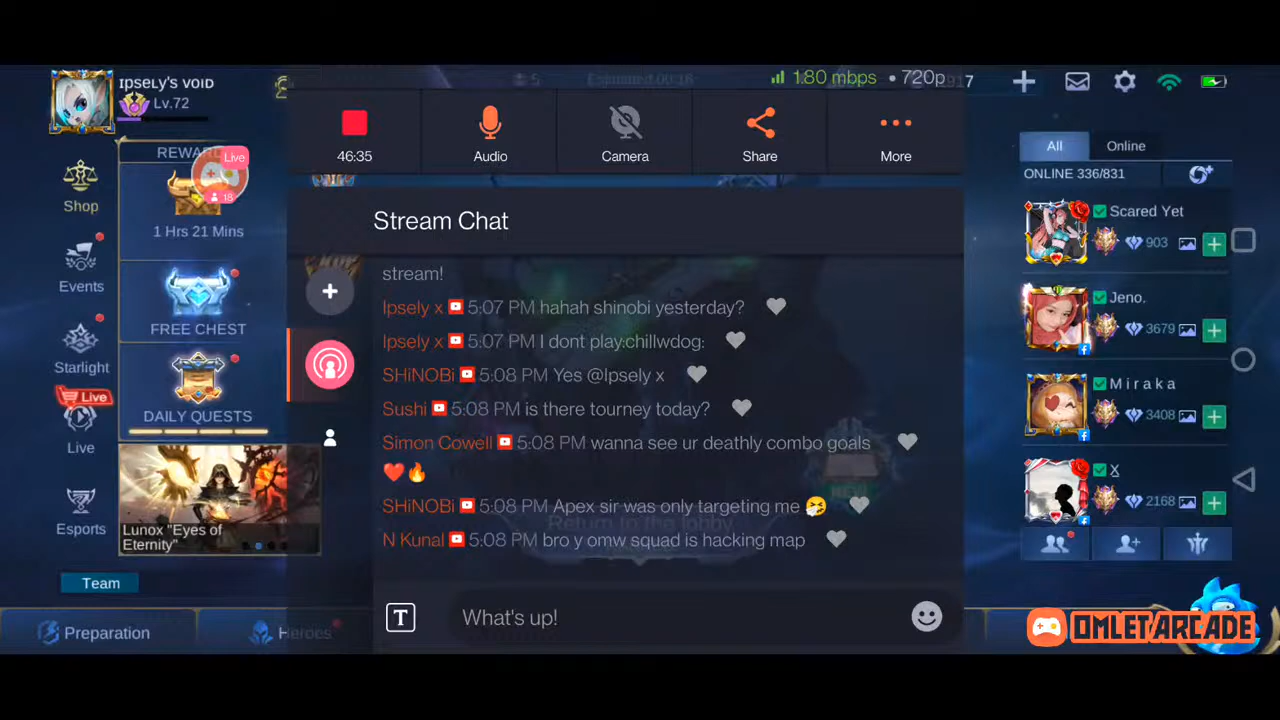 Ipsely's VOID
Lv.72
1.80 mbps • 720p
46:35
Audio
Camera
Share
More
Shop
Events
Starlight
Live
Live
Esports
REWAR
Live
18
1 Hrs 21 Mins
FREE CHEST
DAILY QUESTS
Lunox "Eyes of
Eternity"
Team
Preparation
Heroes
Stream Chat
stream!
Ipsely x 5:07 PM hahah shinobi yesterday?
Ipsely x 5:07 PM I dont play:chillwdog:
SHiNOBi 5:08 PM Yes @Ipsely x
Sushi 5:08 PM is there tourney today?
Simon Cowell 5:08 PM wanna see ur deathly combo goals
❤️🔥
SHiNOBi 5:08 PM Apex sir was only targeting me 🤧
N Kunal 5:08 PM bro y omw squad is hacking map
Return to the lobby
T
What's up!
All
Online
ONLINE 336/831
Scared Yet
903
Jeno.
3679
Miraka
3408
X
2168
OMLET ARCADE